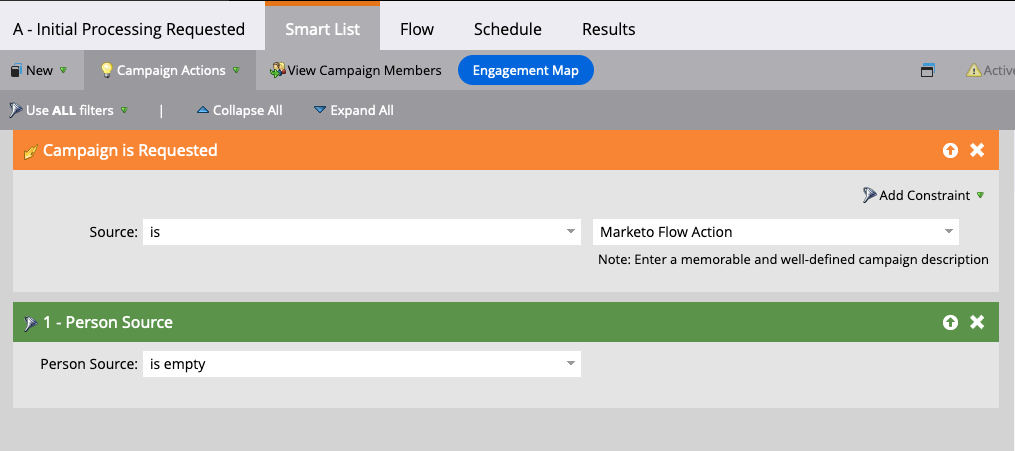 A - Initial Processing Requested Smart List Flow Schedule Results
New Campaign Actions View Campaign Members Engagement Map
Use ALL filters | Collapse All Expand All
Campaign is Requested
Add Constraint
Source: is Marketo Flow Action
Note: Enter a memorable and well-defined campaign description
1 - Person Source
Person Source: is empty